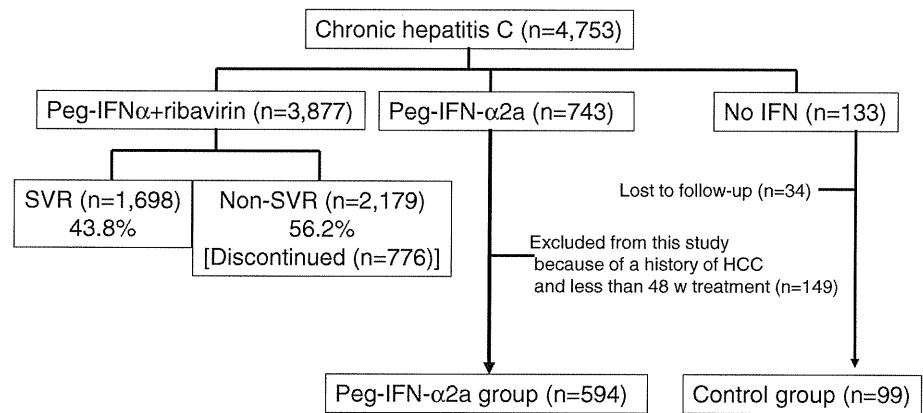 Chronic hepatitis C (n=4,753)
Peg-IFNα+ribavirin (n=3,877)
Peg-IFN-α2a (n=743)
No IFN (n=133)
SVR (n=1,698)
43.8%
Non-SVR (n=2,179)
56.2%
[Discontinued (n=776)]
Lost to follow-up (n=34)
Excluded from this study
because of a history of HCC
and less than 48 w treatment (n=149)
Peg-IFN-α2a group (n=594)
Control group (n=99)